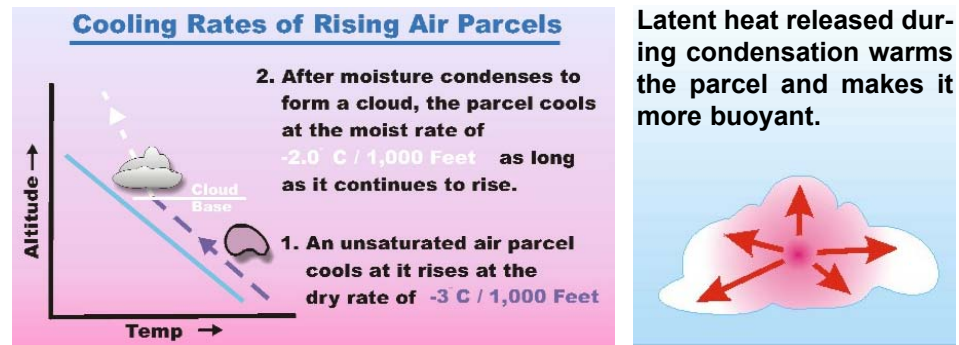 Cooling Rates of Rising Air Parcels
2. After moisture condenses to
form a cloud, the parcel cools
at the moist rate of
-2.0° C / 1,000 Feet as long
as it continues to rise.
Cloud
Base
1. An unsaturated air parcel
cools at it rises at the
dry rate of -3°C / 1,000 Feet
Altitude →
Temp →
Latent heat released dur-
ing condensation warms
the parcel and makes it
more buoyant.